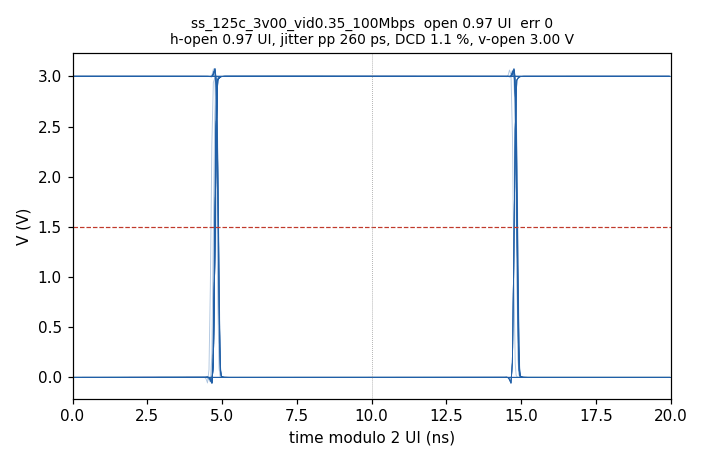 ss_125c_3v00_vid0.35_100Mbps  open 0.97 UI  err 0
h-open 0.97 UI, jitter pp 260 ps, DCD 1.1 %, v-open 3.00 V
V (V)
3.0
2.5
2.0
1.5
1.0
0.5
0.0
0.0 2.5 5.0 7.5 10.0 12.5 15.0 17.5 20.0
time modulo 2 UI (ns)